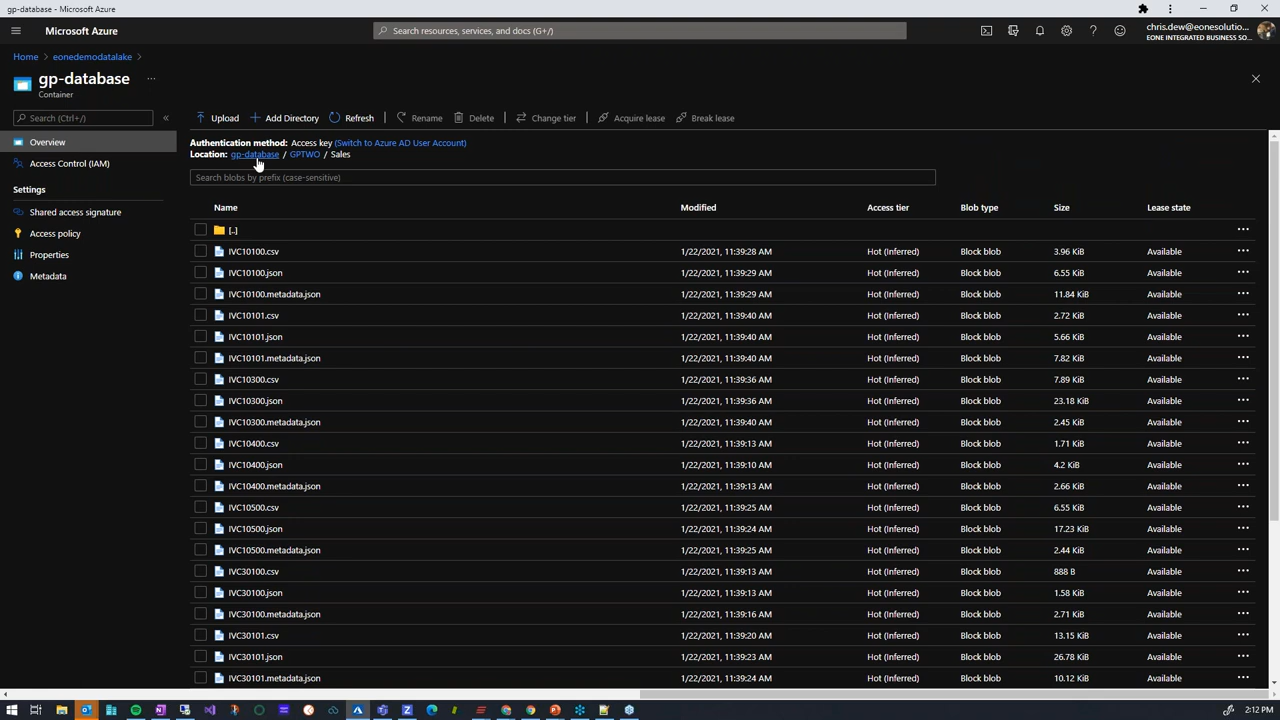 gp-database - Microsoft Azure
Microsoft Azure
Search resources, services, and docs (G+/)
chris.dew@eonesolution...
EONE INTEGRATED BUSINESS SO...
Home > eonedemodatalake >
gp-database ...
Container
Search (Ctrl+/) «
Overview
Access Control (IAM)
Settings
Shared access signature
Access policy
Properties
Metadata
Upload + Add Directory Refresh Rename Delete Change tier Acquire lease Break lease
Authentication method: Access key (Switch to Azure AD User Account)
Location: gp-database / GPTWO / Sales
Search blobs by prefix (case-sensitive)
Name Modified Access tier Blob type Size Lease state
[..] ...
IVC10100.csv 1/22/2021, 11:39:28 AM Hot (Inferred) Block blob 3.96 KiB Available ...
IVC10100.json 1/22/2021, 11:39:29 AM Hot (Inferred) Block blob 6.55 KiB Available ...
IVC10100.metadata.json 1/22/2021, 11:39:29 AM Hot (Inferred) Block blob 11.84 KiB Available ...
IVC10101.csv 1/22/2021, 11:39:40 AM Hot (Inferred) Block blob 2.72 KiB Available ...
IVC10101.json 1/22/2021, 11:39:40 AM Hot (Inferred) Block blob 5.66 KiB Available ...
IVC10101.metadata.json 1/22/2021, 11:39:40 AM Hot (Inferred) Block blob 7.82 KiB Available ...
IVC10300.csv 1/22/2021, 11:39:36 AM Hot (Inferred) Block blob 7.89 KiB Available ...
IVC10300.json 1/22/2021, 11:39:36 AM Hot (Inferred) Block blob 23.18 KiB Available ...
IVC10300.metadata.json 1/22/2021, 11:39:40 AM Hot (Inferred) Block blob 2.45 KiB Available ...
IVC10400.csv 1/22/2021, 11:39:13 AM Hot (Inferred) Block blob 1.71 KiB Available ...
IVC10400.json 1/22/2021, 11:39:10 AM Hot (Inferred) Block blob 4.2 KiB Available ...
IVC10400.metadata.json 1/22/2021, 11:39:13 AM Hot (Inferred) Block blob 2.66 KiB Available ...
IVC10500.csv 1/22/2021, 11:39:25 AM Hot (Inferred) Block blob 6.55 KiB Available ...
IVC10500.json 1/22/2021, 11:39:24 AM Hot (Inferred) Block blob 17.23 KiB Available ...
IVC10500.metadata.json 1/22/2021, 11:39:25 AM Hot (Inferred) Block blob 2.44 KiB Available ...
IVC30100.csv 1/22/2021, 11:39:13 AM Hot (Inferred) Block blob 888 B Available ...
IVC30100.json 1/22/2021, 11:39:13 AM Hot (Inferred) Block blob 1.58 KiB Available ...
IVC30100.metadata.json 1/22/2021, 11:39:16 AM Hot (Inferred) Block blob 2.71 KiB Available ...
IVC30101.csv 1/22/2021, 11:39:20 AM Hot (Inferred) Block blob 13.15 KiB Available ...
IVC30101.json 1/22/2021, 11:39:23 AM Hot (Inferred) Block blob 26.78 KiB Available ...
IVC30101.metadata.json 1/22/2021, 11:39:24 AM Hot (Inferred) Block blob 10.12 KiB Available ...
2:12 PM